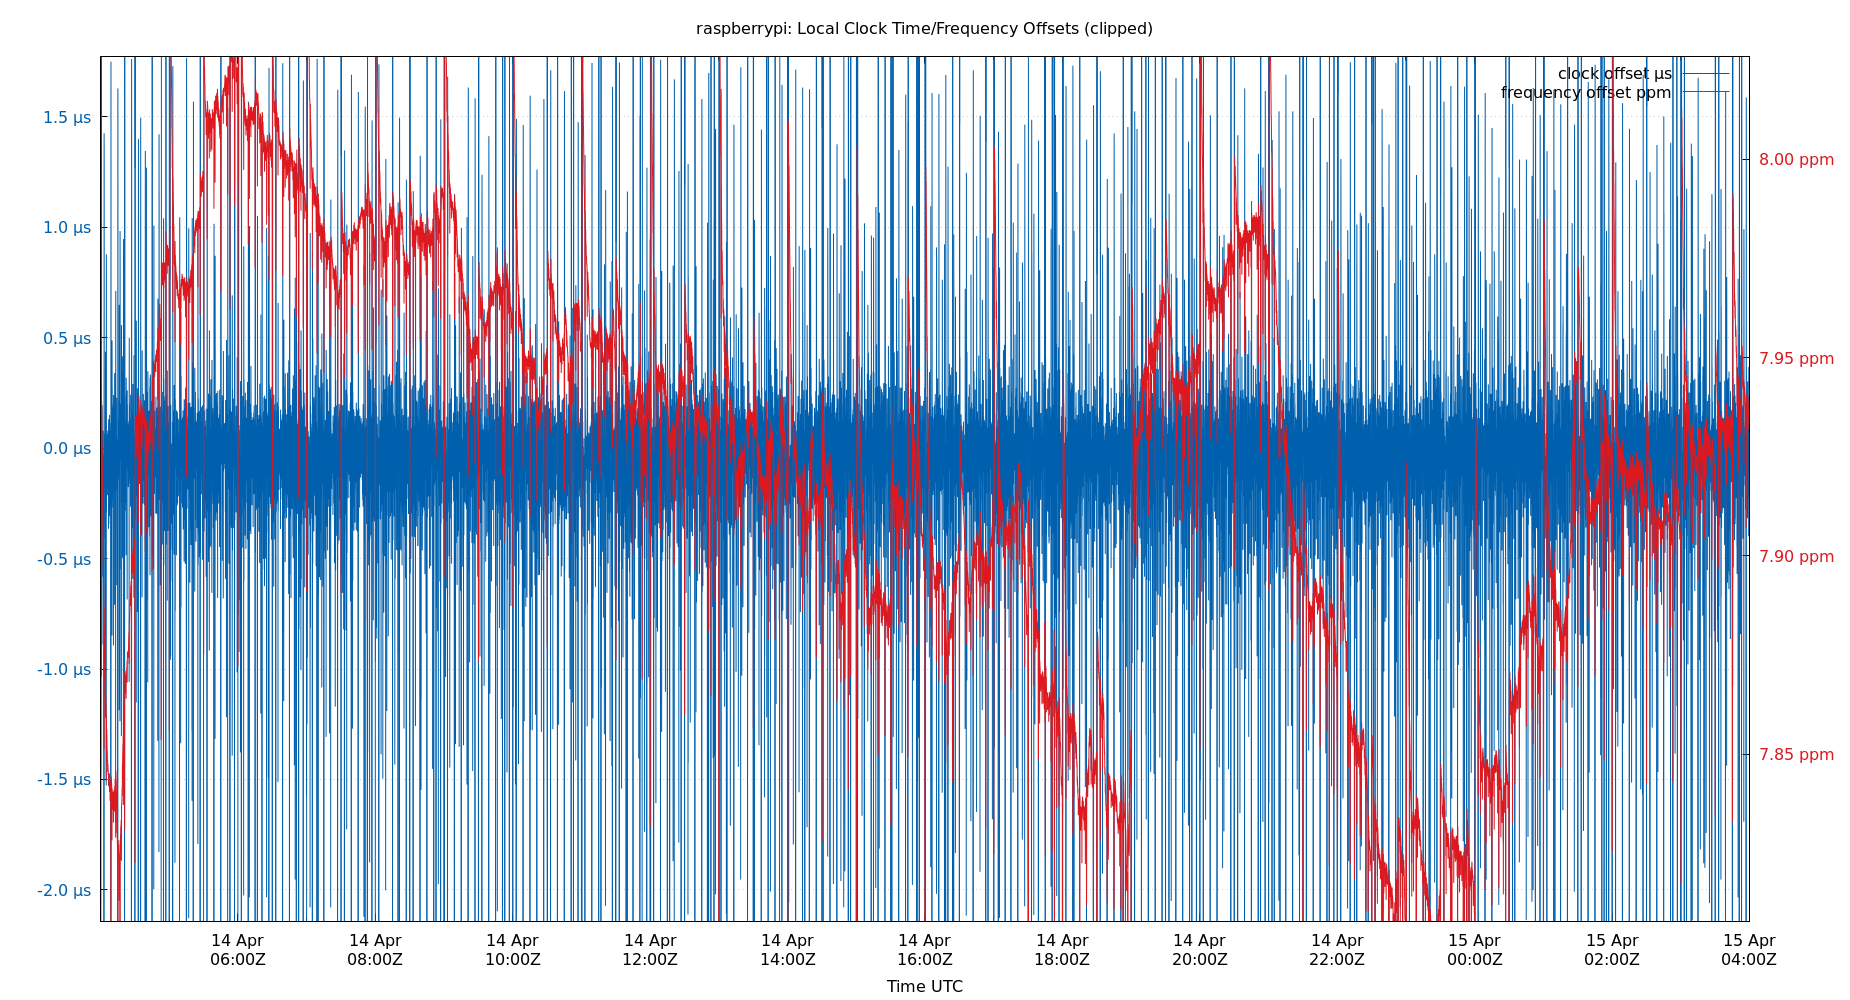 raspberrypi: Local Clock Time/Frequency Offsets (clipped)
clock offset µs
frequency offset ppm
1.5 µs
1.0 µs
0.5 µs
0.0 µs
-0.5 µs
-1.0 µs
-1.5 µs
-2.0 µs
8.00 ppm
7.95 ppm
7.90 ppm
7.85 ppm
14 Apr
06:00Z
14 Apr
08:00Z
14 Apr
10:00Z
14 Apr
12:00Z
14 Apr
14:00Z
14 Apr
16:00Z
14 Apr
18:00Z
14 Apr
20:00Z
14 Apr
22:00Z
15 Apr
00:00Z
15 Apr
02:00Z
15 Apr
04:00Z
Time UTC